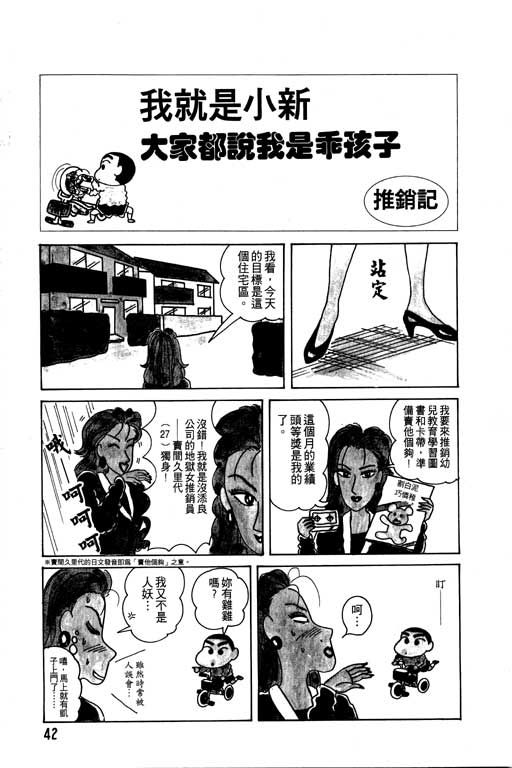 我就是小新
大家都說我是乖孩子
推銷記
站定
我看，今天
的目標是這
個住宅區。
我要來推銷幼
兒教育學習圖
書和卡帶，準
備賣他個夠！
這個月的業績
頭等獎是我的
了。
沒錯！我就是沒添良
公司的地獄女推銷員
——賣間久里代
（27）獨身！
哦
呵
呵
呵
※賣間久里代的日文發音即為「賣他個夠」之意。
盯
呵…
妳有雞雞
嗎？
我又不是
人妖…
雖然時常被
人誤會…
嘻，馬上就有凱
子上門了……
42